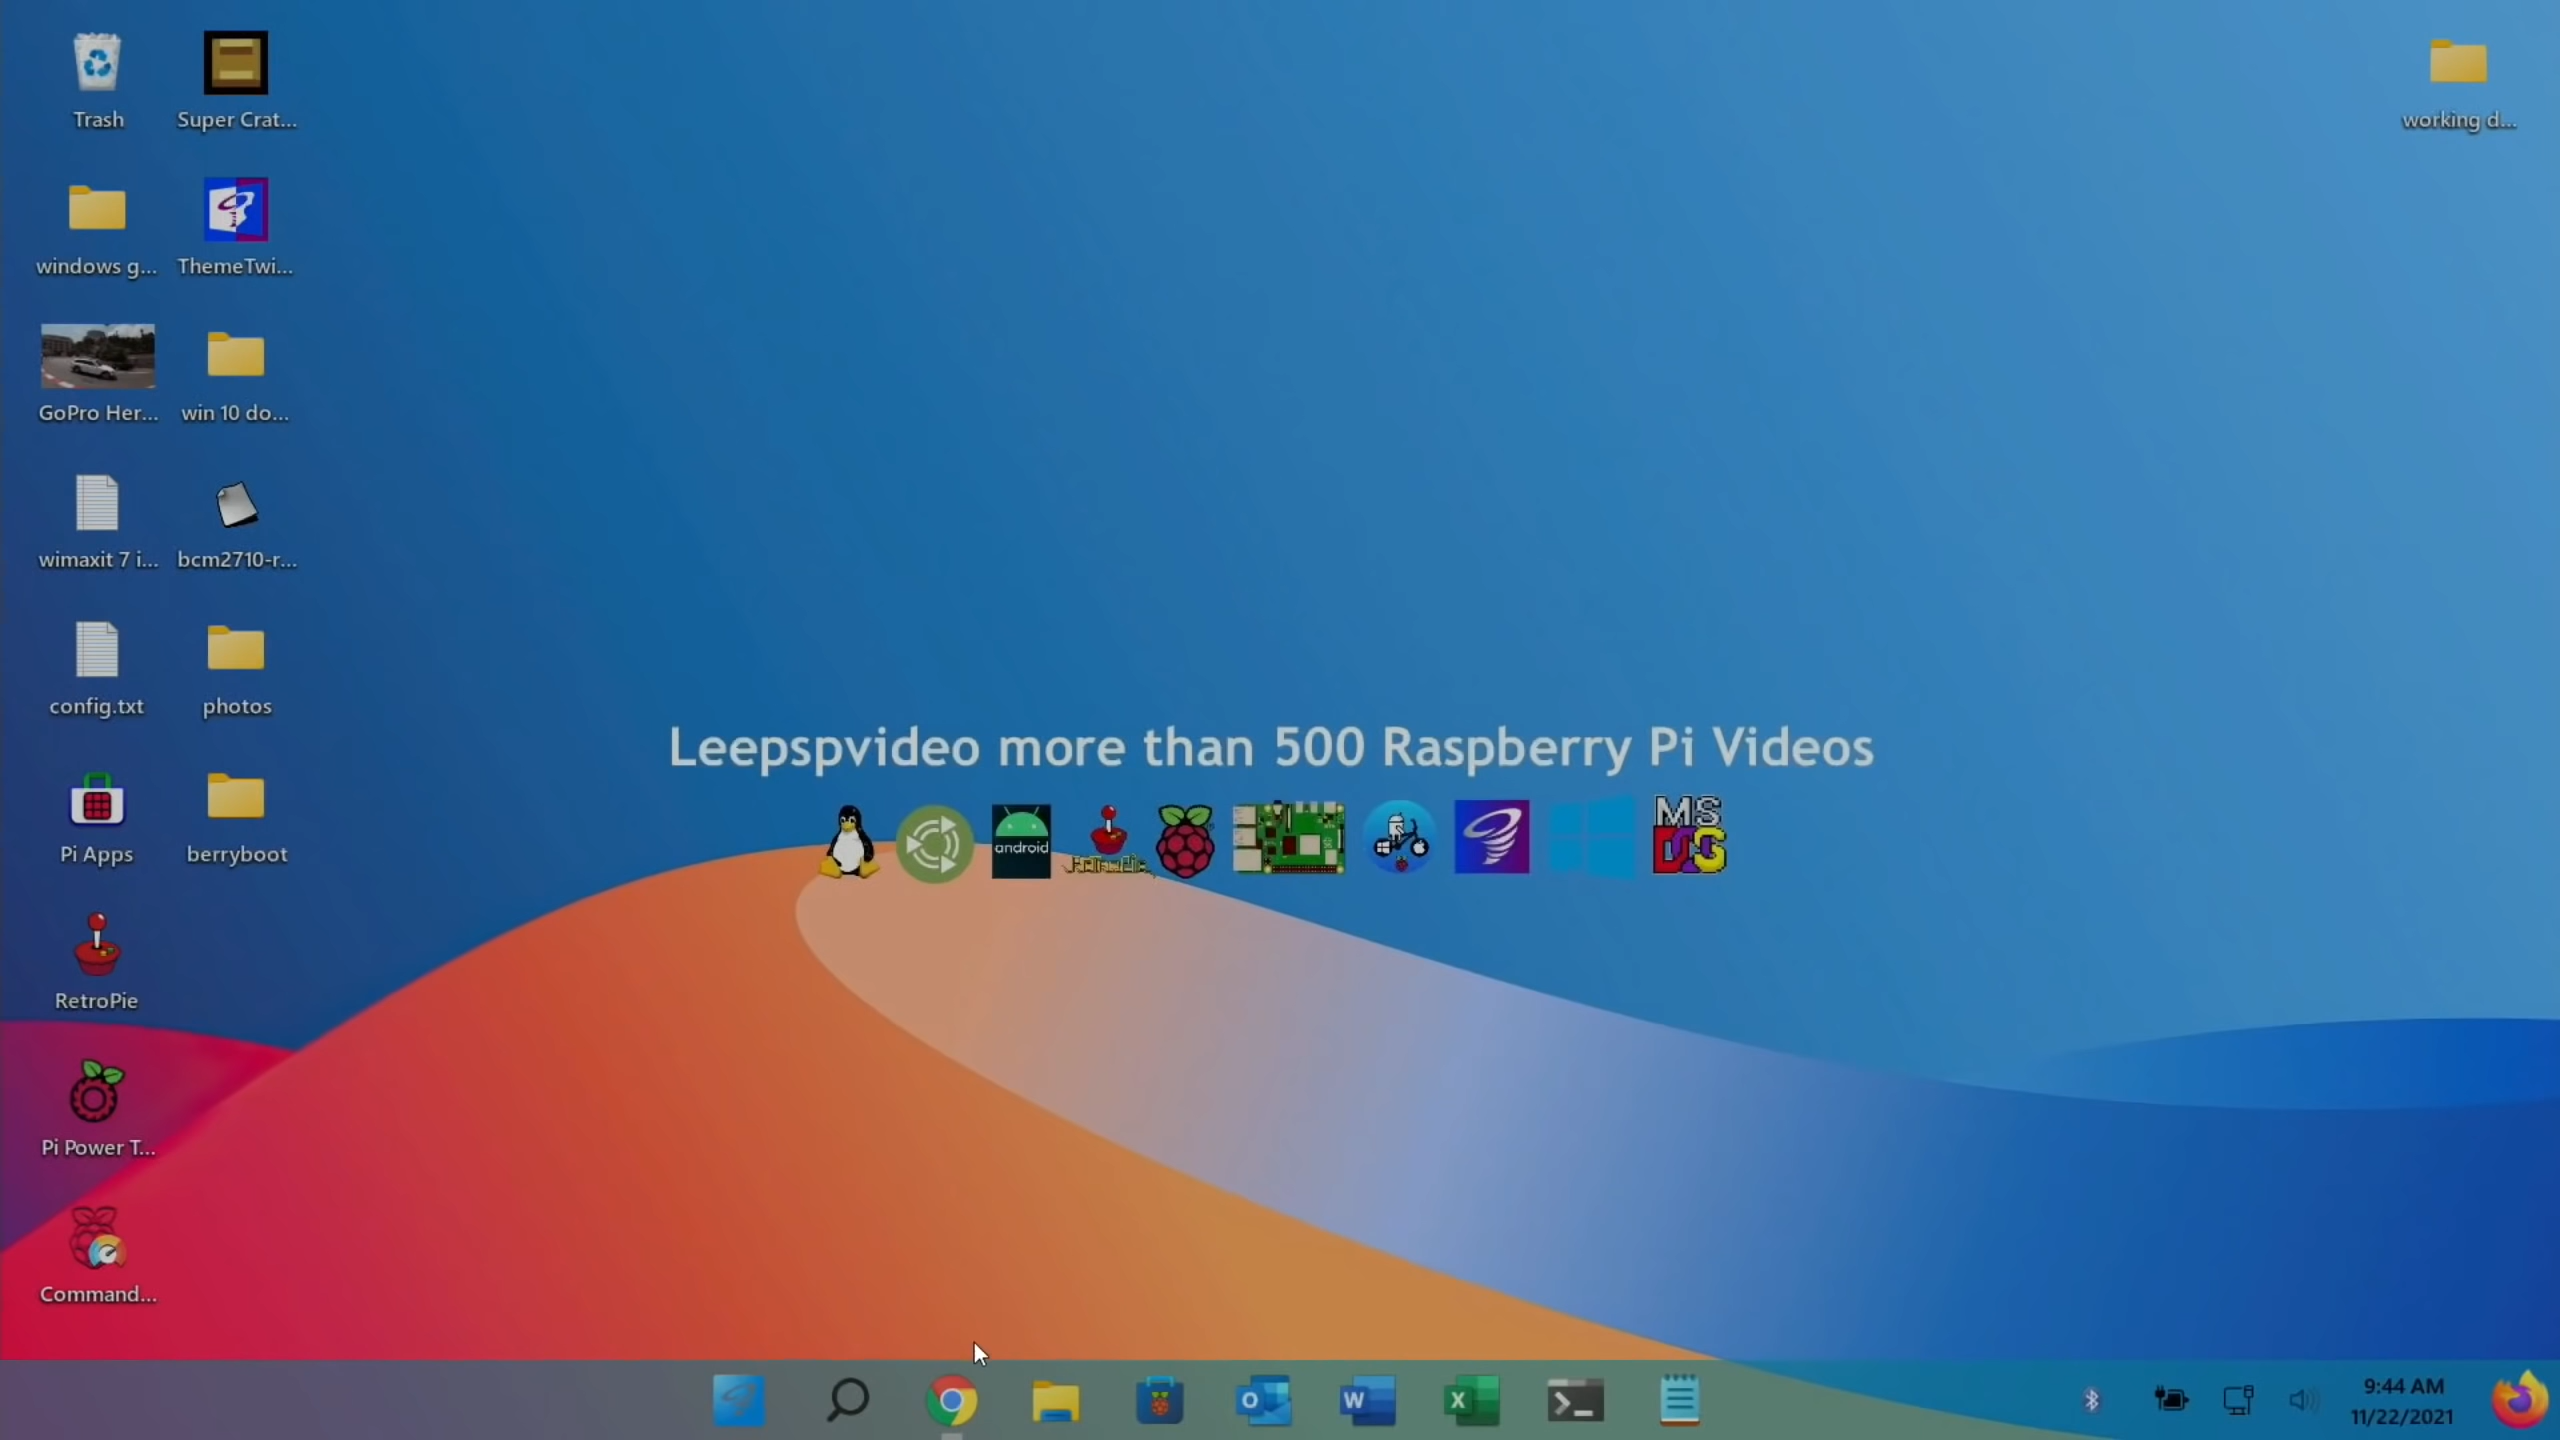 Trash
Super Crat...
working d...
windows g...
ThemeTwi...
GoPro Her...
win 10 do...
wimaxit 7 i...
bcm2710-r...
config.txt
photos
Leepspvideo more than 500 Raspberry Pi Videos
android
MS
DOS
Pi Apps
berryboot
RetroPie
Pi Power T...
Command...
O
W
X
9:44 AM
11/22/2021